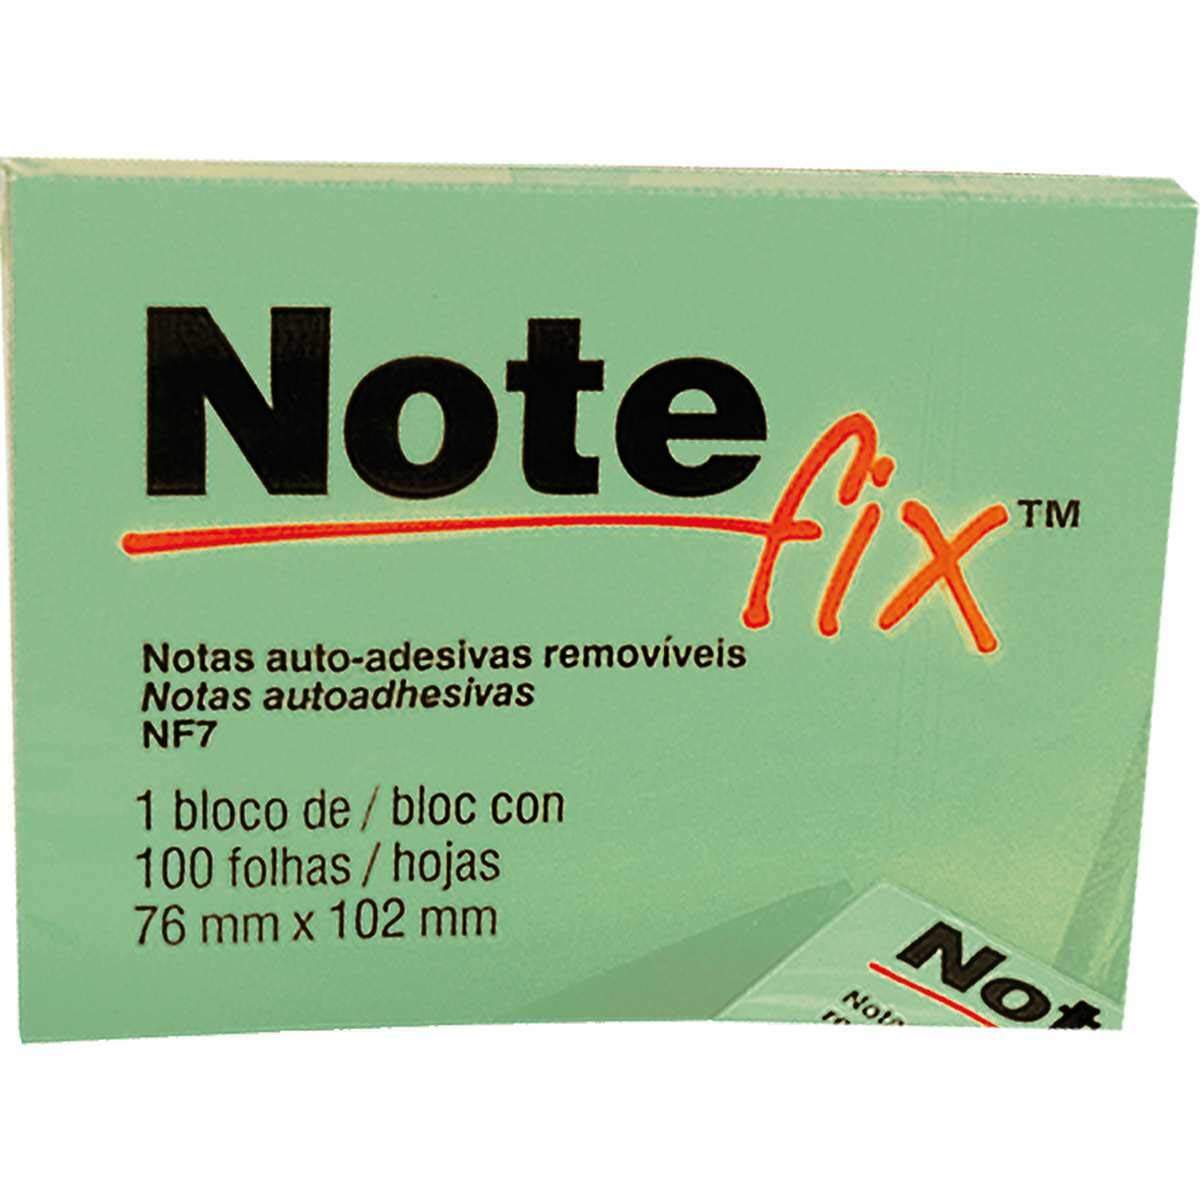 Note
fix™
Notas auto-adesivas removíveis
Notas autoadhesivas
NF7
1 bloco de / bloc con
100 folhas / hojas
76 mm x 102 mm